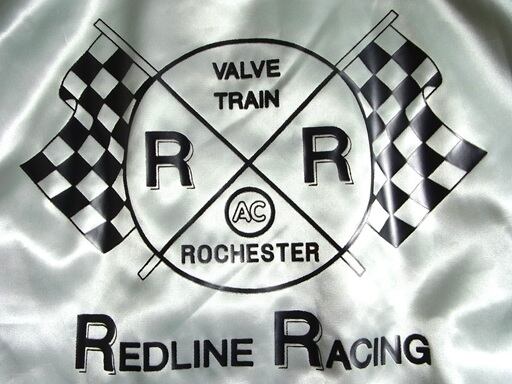 VALVE
TRAIN
R R
AC
ROCHESTER
REDLINE RACING